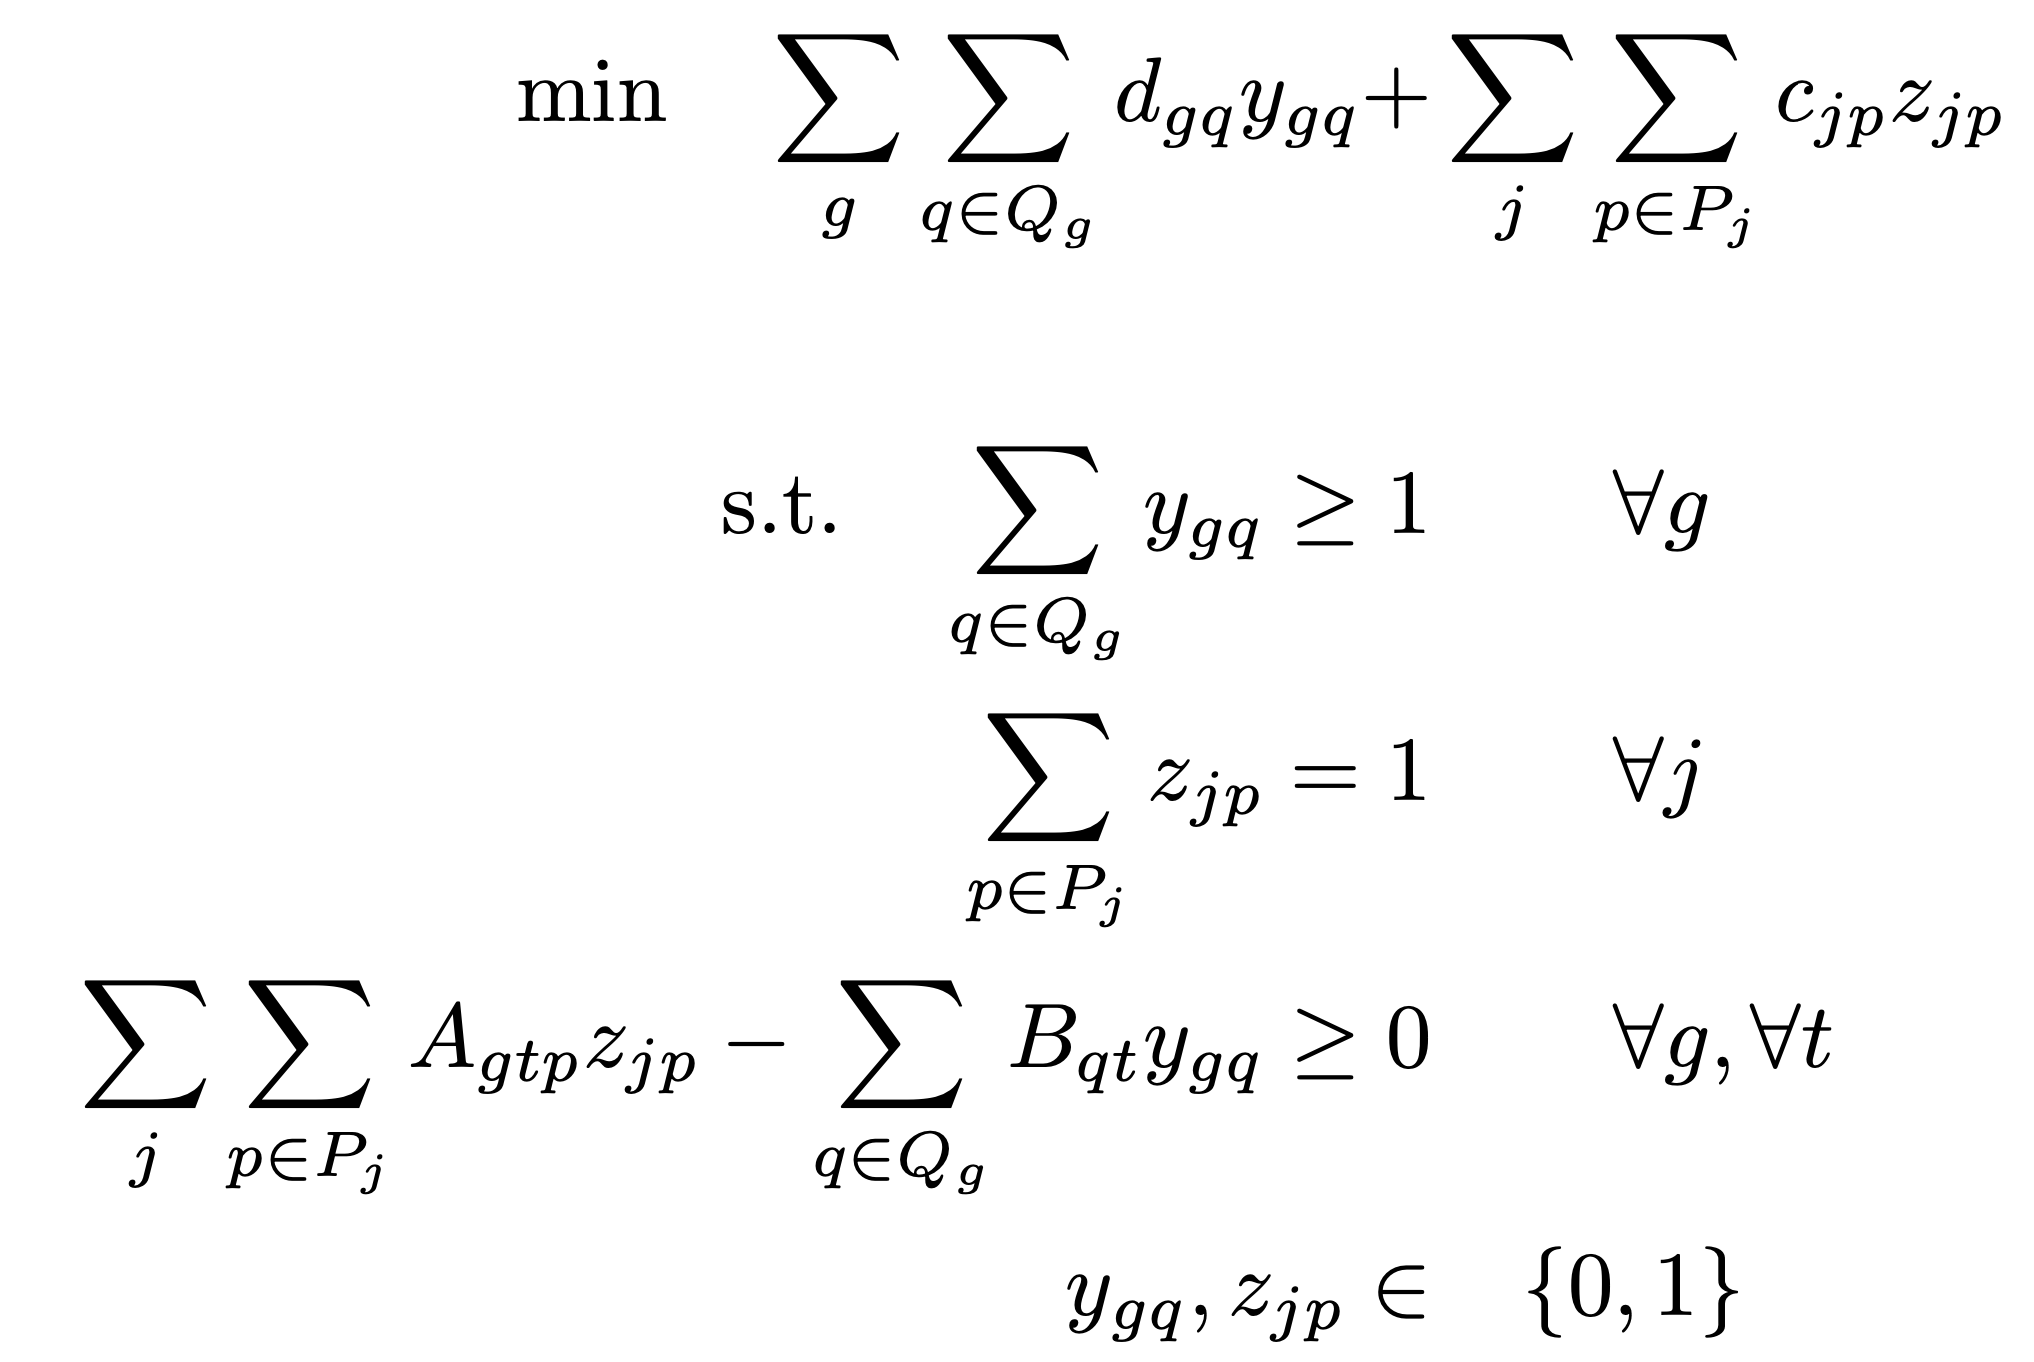 min ∑_g ∑_{q∈Q_g} d_{gq} y_{gq} + ∑_j ∑_{p∈P_j} c_{jp} z_{jp}
s.t. ∑_{q∈Q_g} y_{gq} ≥ 1 ∀g
∑_{p∈P_j} z_{jp} = 1 ∀j
∑_j ∑_{p∈P_j} A_{gtp} z_{jp} − ∑_{q∈Q_g} B_{qt} y_{gq} ≥ 0 ∀g, ∀t
y_{gq}, z_{jp} ∈ {0, 1}